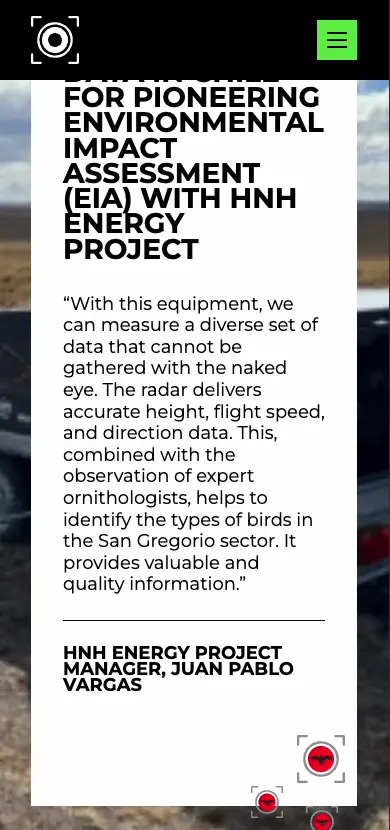 DATA IN CHILE
FOR PIONEERING
ENVIRONMENTAL
IMPACT
ASSESSMENT
(EIA) WITH HNH
ENERGY
PROJECT
“With this equipment, we
can measure a diverse set of
data that cannot be
gathered with the naked
eye. The radar delivers
accurate height, flight speed,
and direction data. This,
combined with the
observation of expert
ornithologists, helps to
identify the types of birds in
the San Gregorio sector. It
provides valuable and
quality information.”
HNH ENERGY PROJECT
MANAGER, JUAN PABLO
VARGAS